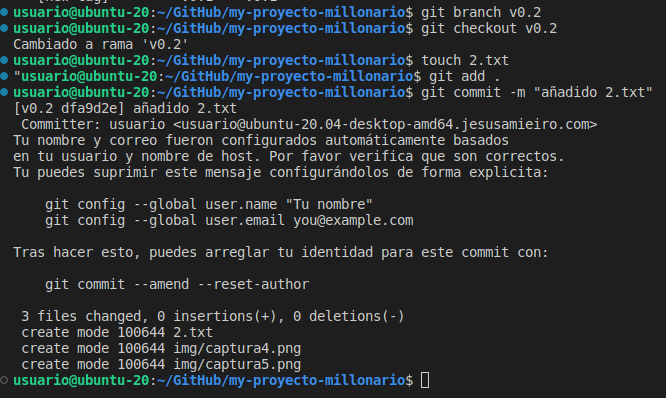 usuario@ubuntu-20:~/GitHub/my-proyecto-millonario$ git branch v0.2
usuario@ubuntu-20:~/GitHub/my-proyecto-millonario$ git checkout v0.2
Cambiado a rama 'v0.2'
usuario@ubuntu-20:~/GitHub/my-proyecto-millonario$ touch 2.txt
"usuario@ubuntu-20:~/GitHub/my-proyecto-millonario$ git add .
usuario@ubuntu-20:~/GitHub/my-proyecto-millonario$ git commit -m "añadido 2.txt"
[v0.2 dfa9d2e] añadido 2.txt
 Committer: usuario <usuario@ubuntu-20.04-desktop-amd64.jesusamieiro.com>
Tu nombre y correo fueron configurados automáticamente basados
en tu usuario y nombre de host. Por favor verifica que son correctos.
Tu puedes suprimir este mensaje configurándolos de forma explicita:

    git config --global user.name "Tu nombre"
    git config --global user.email you@example.com

Tras hacer esto, puedes arreglar tu identidad para este commit con:

    git commit --amend --reset-author

 3 files changed, 0 insertions(+), 0 deletions(-)
 create mode 100644 2.txt
 create mode 100644 img/captura4.png
 create mode 100644 img/captura5.png
usuario@ubuntu-20:~/GitHub/my-proyecto-millonario$